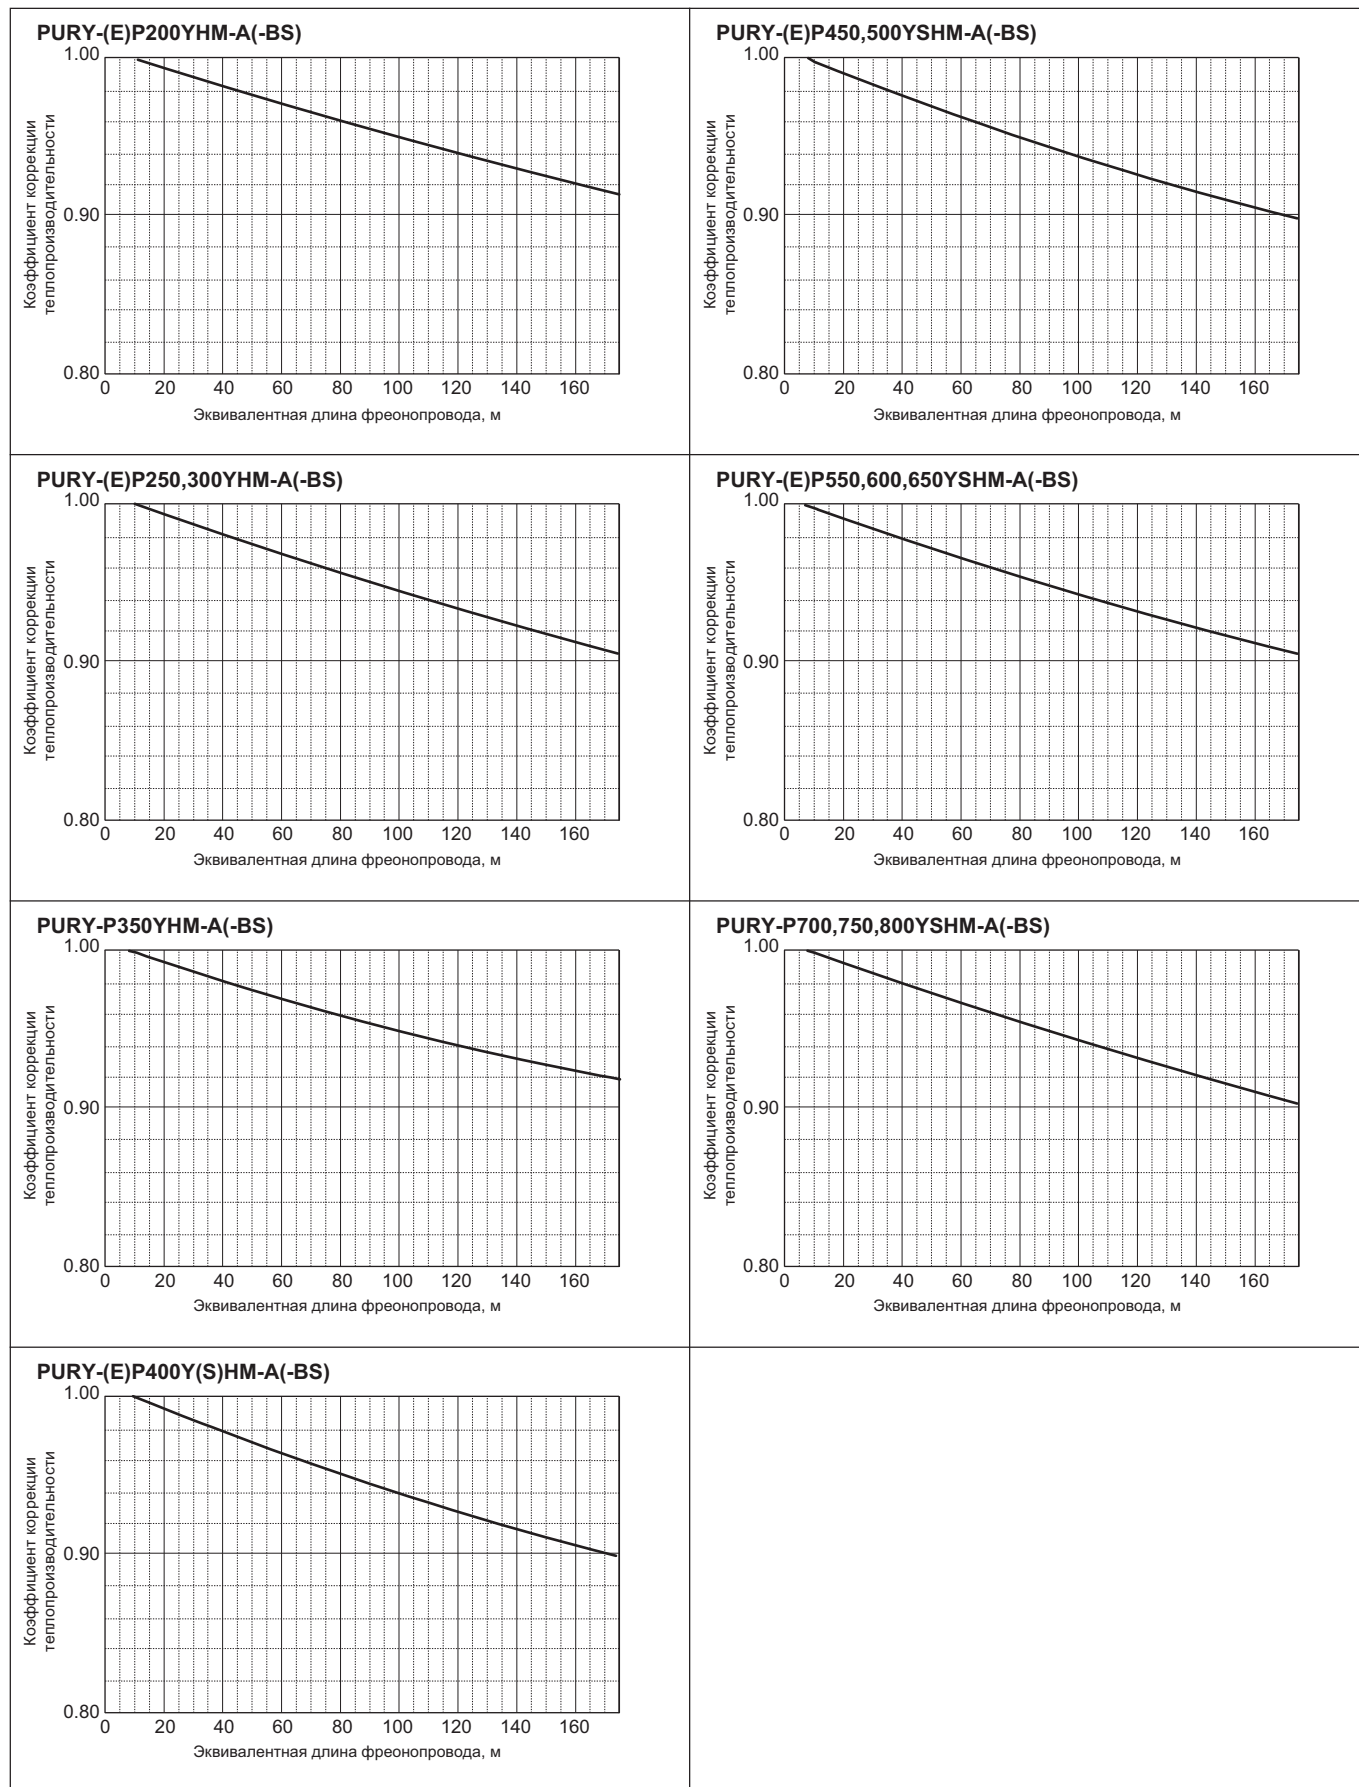 PURY-(E)P200YHM-A(-BS)
Коэффициент коррекции
теплопроизводительности
1.00
0.90
0.80
0 20 40 60 80 100 120 140 160
Эквивалентная длина фреонопровода, м
PURY-(E)P450,500YSHM-A(-BS)
Коэффициент коррекции
теплопроизводительности
1.00
0.90
0.80
0 20 40 60 80 100 120 140 160
Эквивалентная длина фреонопровода, м
PURY-(E)P250,300YHM-A(-BS)
Коэффициент коррекции
теплопроизводительности
1.00
0.90
0.80
0 20 40 60 80 100 120 140 160
Эквивалентная длина фреонопровода, м
PURY-(E)P550,600,650YSHM-A(-BS)
Коэффициент коррекции
теплопроизводительности
1.00
0.90
0.80
0 20 40 60 80 100 120 140 160
Эквивалентная длина фреонопровода, м
PURY-P350YHM-A(-BS)
Коэффициент коррекции
теплопроизводительности
1.00
0.90
0.80
0 20 40 60 80 100 120 140 160
Эквивалентная длина фреонопровода, м
PURY-P700,750,800YSHM-A(-BS)
Коэффициент коррекции
теплопроизводительности
1.00
0.90
0.80
0 20 40 60 80 100 120 140 160
Эквивалентная длина фреонопровода, м
PURY-(E)P400Y(S)HM-A(-BS)
Коэффициент коррекции
теплопроизводительности
1.00
0.90
0.80
0 20 40 60 80 100 120 140 160
Эквивалентная длина фреонопровода, м